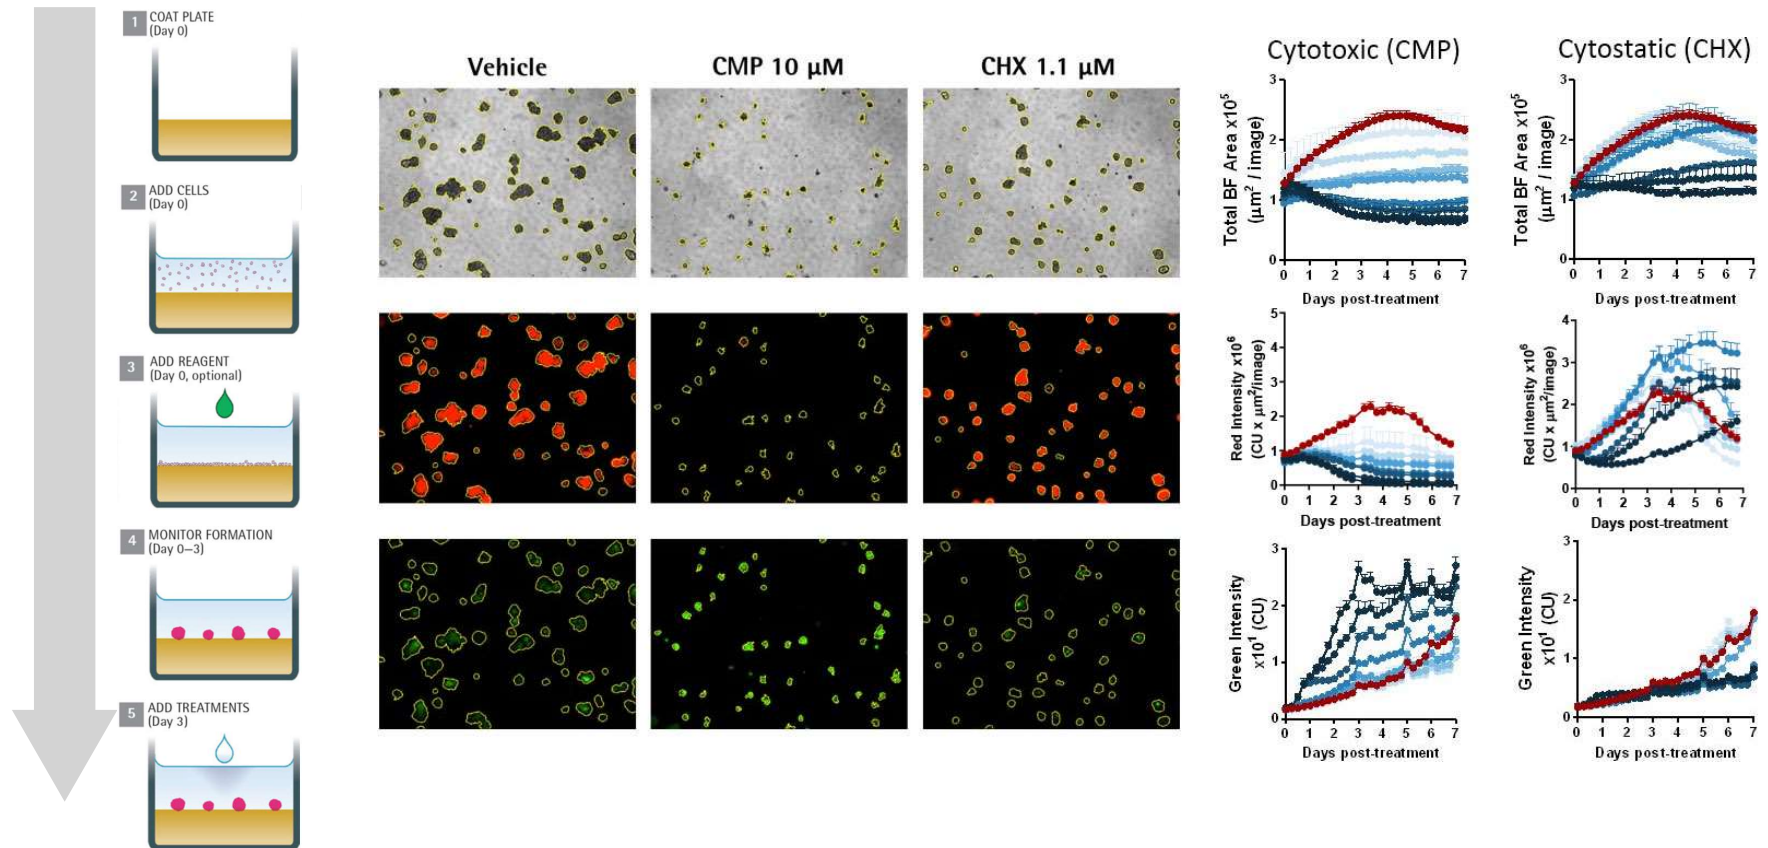 1 COAT PLATE
(Day 0)
2 ADD CELLS
(Day 0)
3 ADD REAGENT
(Day 0, optional)
4 MONITOR FORMATION
(Day 0–3)
5 ADD TREATMENTS
(Day 3)
Vehicle
CMP 10 µM
CHX 1.1 µM
Cytotoxic (CMP)
Total BF Area x10⁵
(µm² / image)
3
2
1
0
0 1 2 3 4 5 6 7
Days post-treatment
Cytostatic (CHX)
Total BF Area x10⁵
(µm² / image)
3
2
1
0
0 1 2 3 4 5 6 7
Days post-treatment
Red Intensity x10⁶
(CU x µm²/image)
5
4
3
2
1
0
0 1 2 3 4 5 6 7
Days post-treatment
Red Intensity x10⁶
(CU x µm²/image)
4
3
2
1
0
0 1 2 3 4 5 6 7
Days post-treatment
Green Intensity
x10¹ (CU)
3
2
1
0
0 1 2 3 4 5 6 7
Days post-treatment
Green Intensity
x10¹ (CU)
3
2
1
0
0 1 2 3 4 5 6 7
Days post-treatment